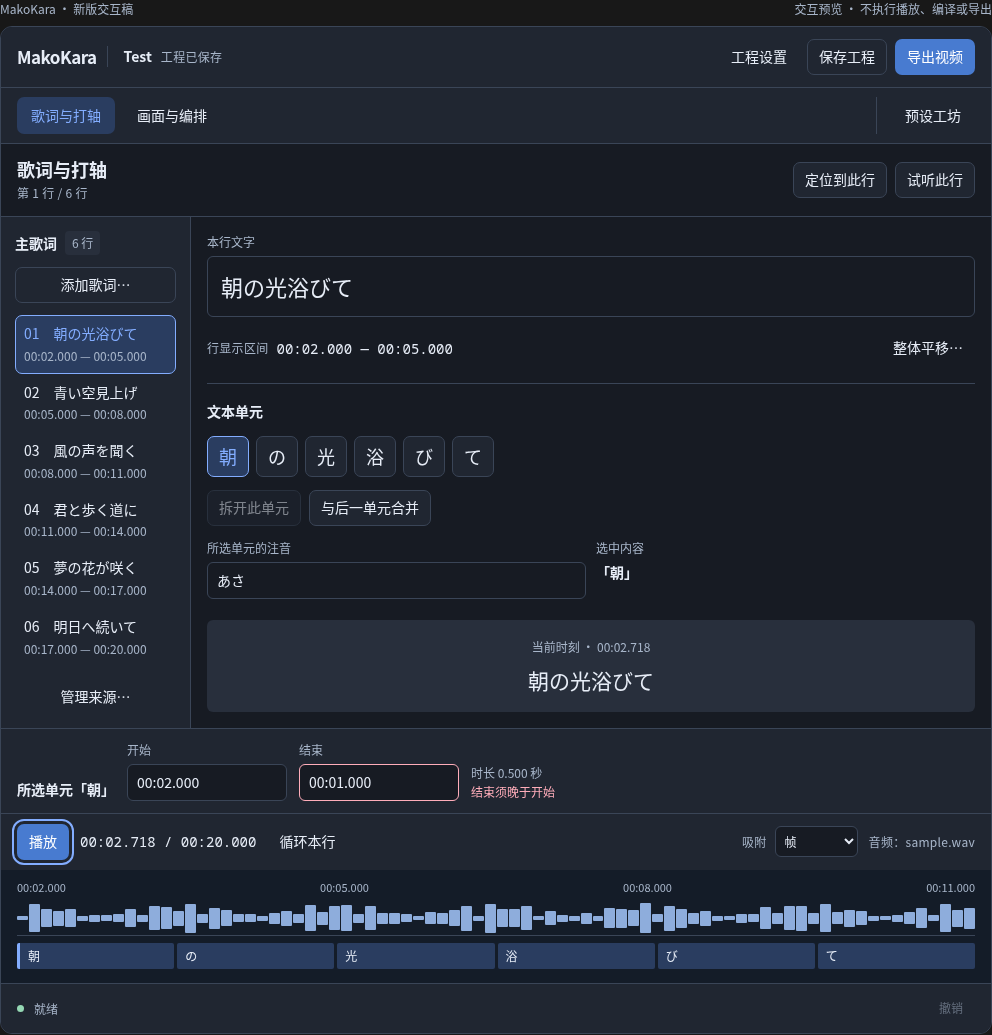 MakoKara • 新版交互稿
交互预览 • 不执行播放、编译或导出
MakoKara
Test 工程已保存
工程设置
保存工程
导出视频
歌词与打轴
画面与编排
预设工坊
歌词与打轴
第 1 行 / 6 行
定位到此行
试听此行
主歌词 6 行
添加歌词…
01 朝の光浴びて
00:02.000 — 00:05.000
02 青い空見上げ
00:05.000 — 00:08.000
03 風の声を聞く
00:08.000 — 00:11.000
04 君と歩く道に
00:11.000 — 00:14.000
05 夢の花が咲く
00:14.000 — 00:17.000
06 明日へ続いて
00:17.000 — 00:20.000
管理来源…
本行文字
朝の光浴びて
行显示区间 00:02.000 — 00:05.000
整体平移…
文本单元
朝 の 光 浴 び て
拆开此单元
与后一单元合并
所选单元的注音
あさ
选中内容
「朝」
当前时刻 • 00:02.718
朝の光浴びて
所选单元「朝」
开始
00:02.000
结束
00:01.000
时长 0.500 秒
结束须晚于开始
播放
00:02.718 / 00:20.000
循环本行
吸附
帧
音频：sample.wav
00:02.000 00:05.000 00:08.000 00:11.000
朝 の 光 浴 び て
就绪
撤销